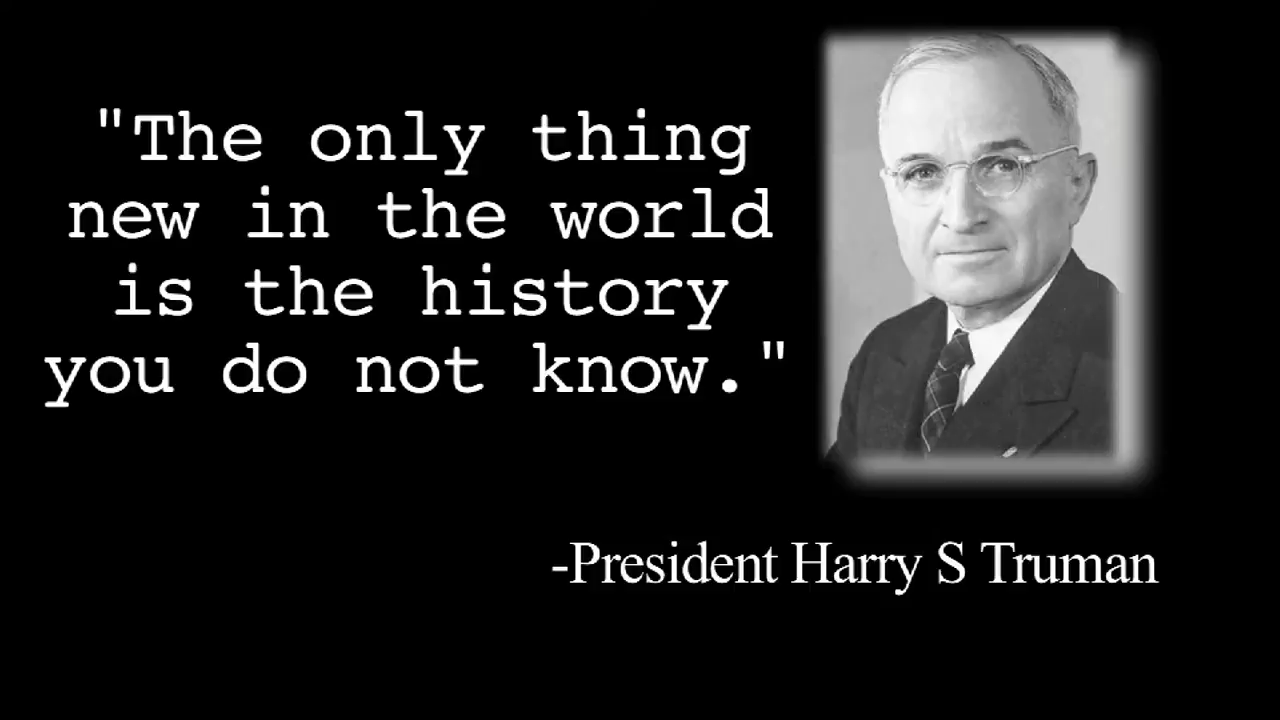 "The only thing
new in the world
is the history
you do not know."
-President Harry S Truman